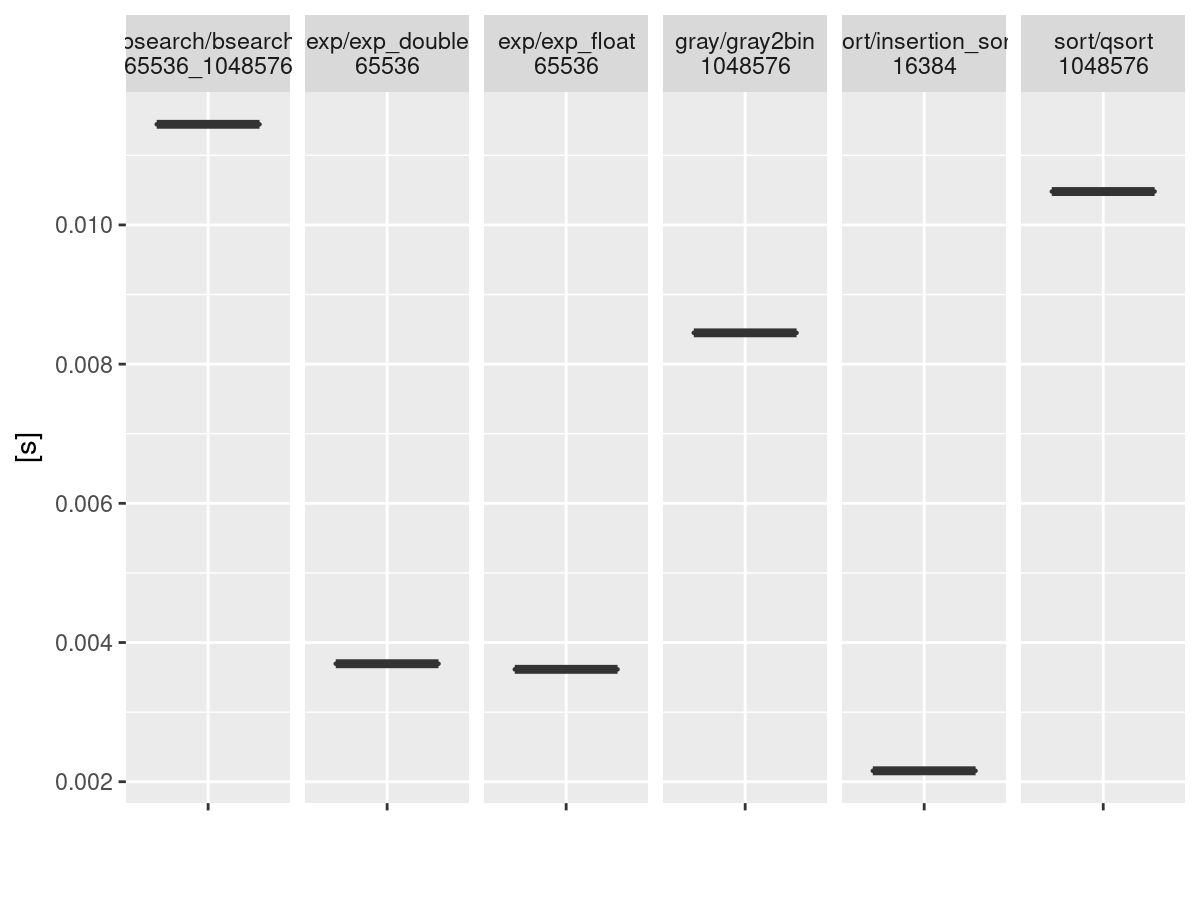 bsearch/bsearch
65536_1048576
exp/exp_double
65536
exp/exp_float
65536
gray/gray2bin
1048576
ort/insertion_sor
16384
sort/qsort
1048576
[s]
0.010
0.008
0.006
0.004
0.002